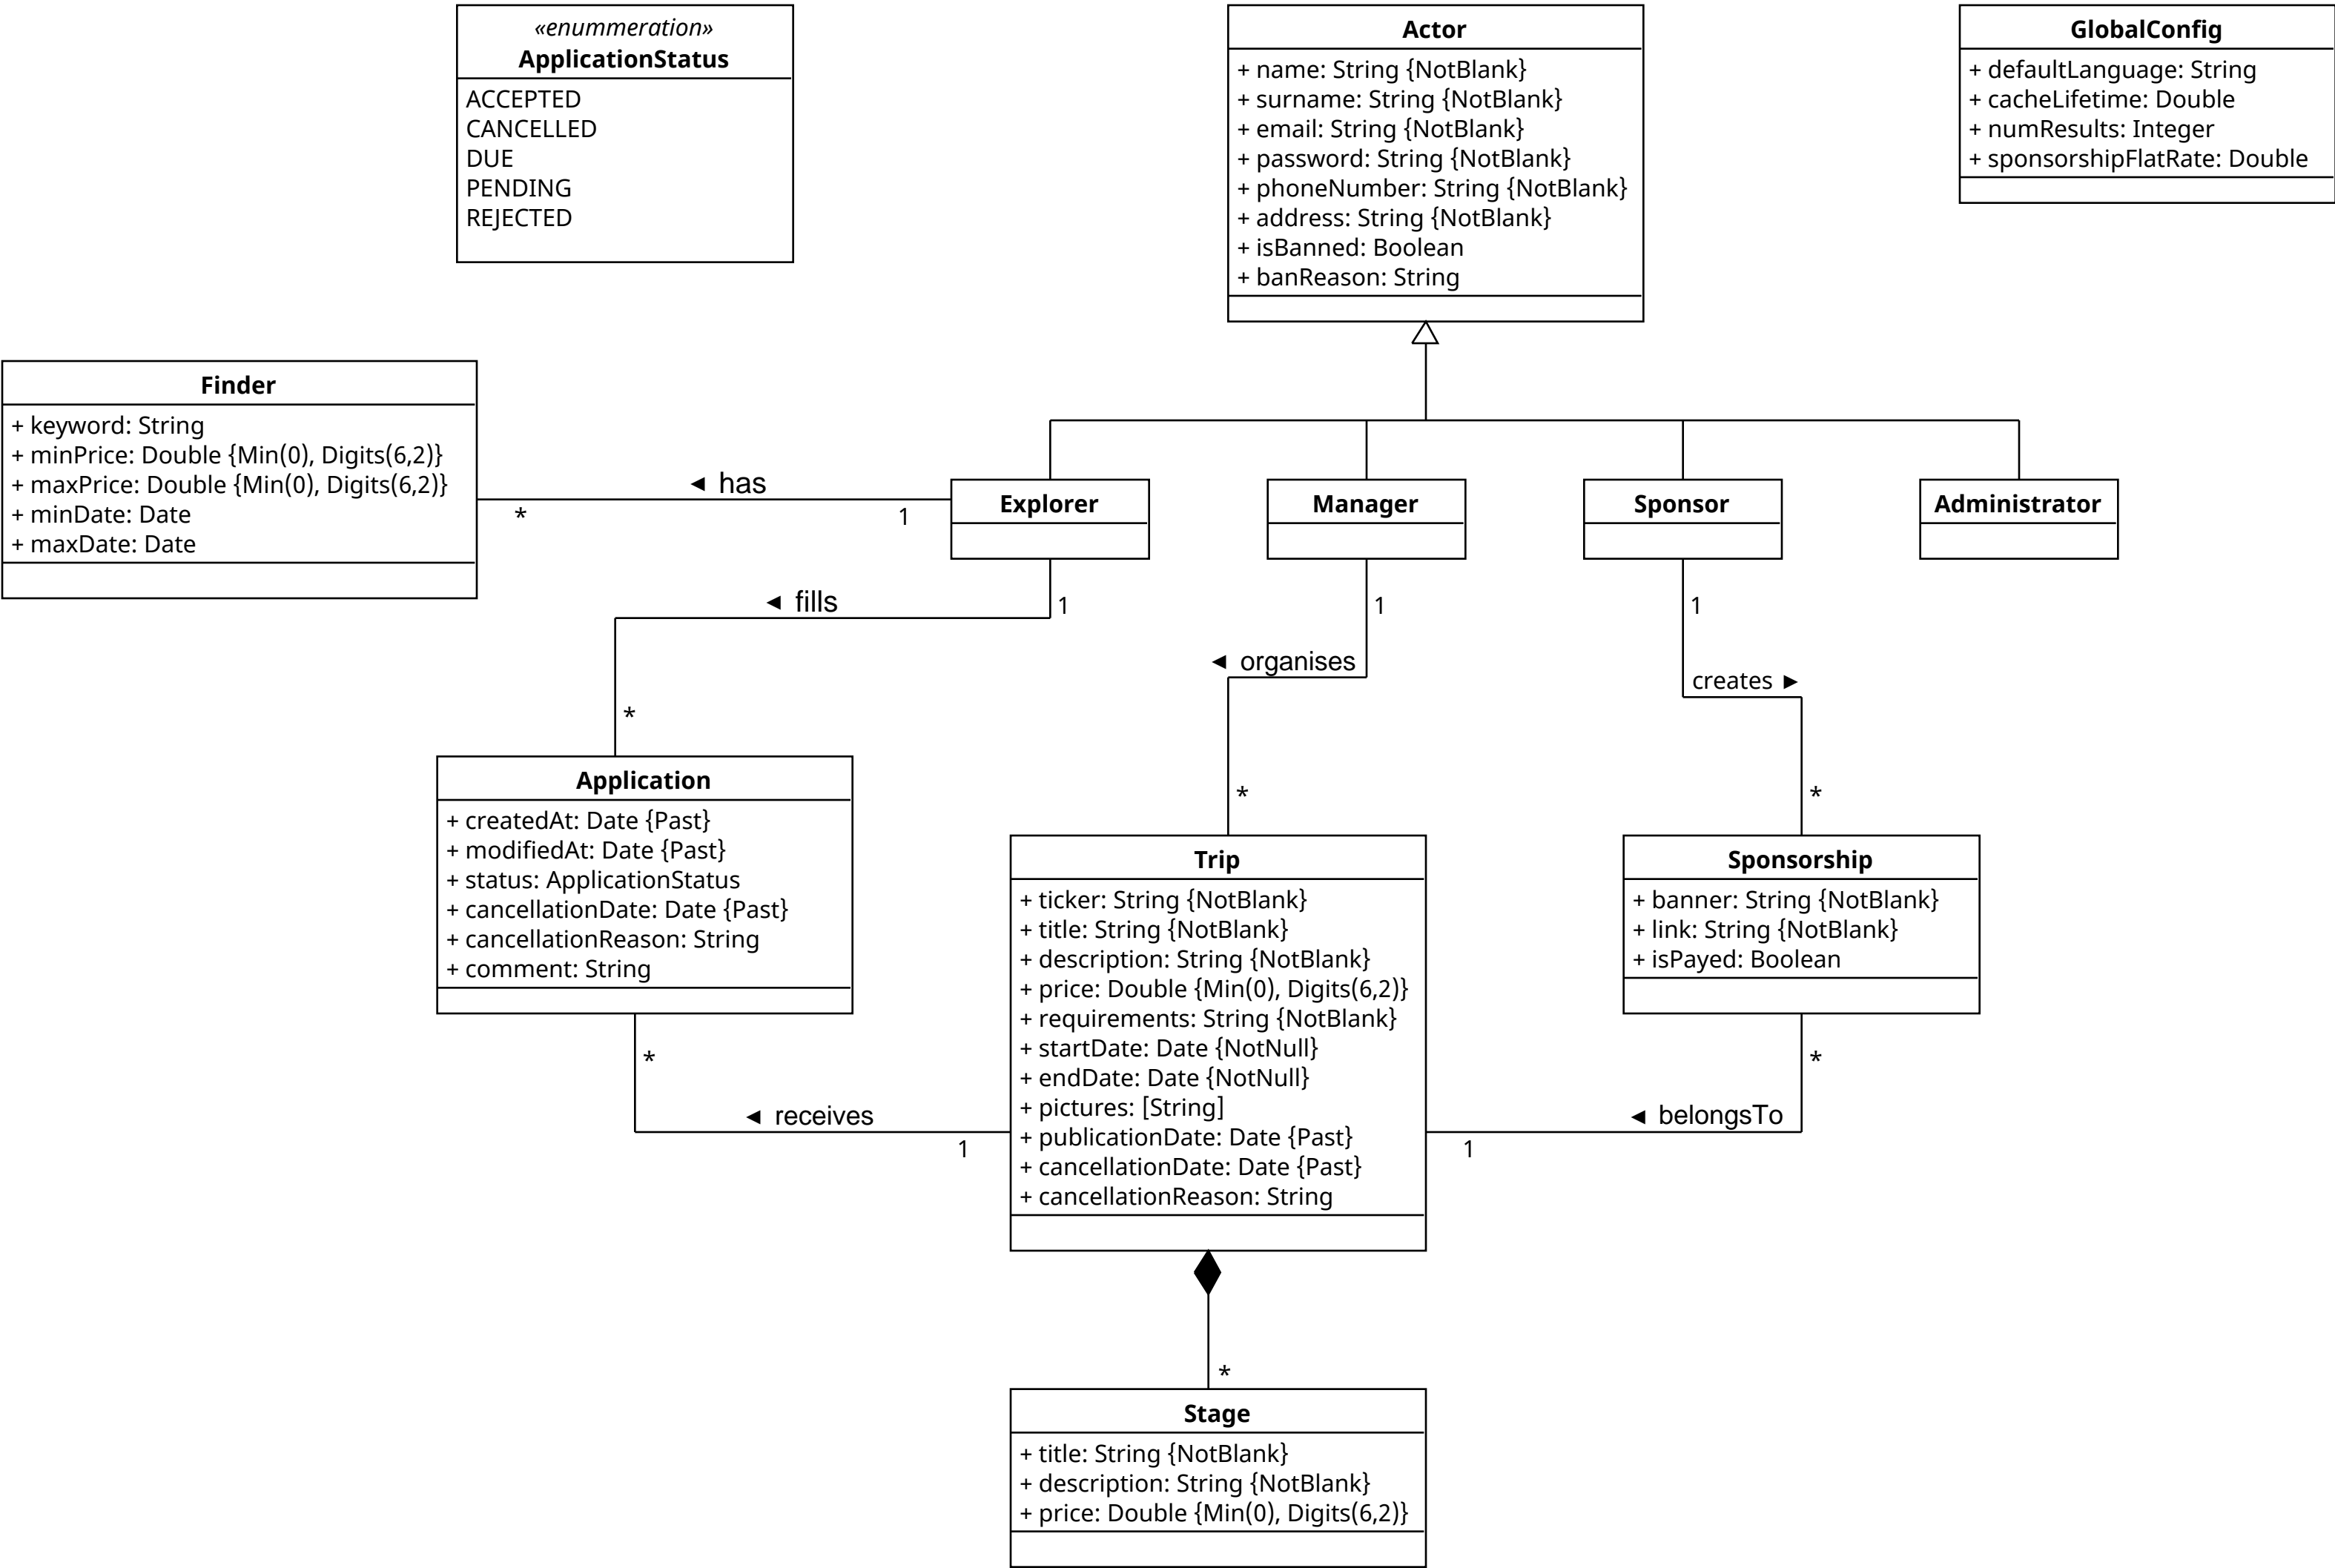 «enummeration»
ApplicationStatus
ACCEPTED
CANCELLED
DUE
PENDING
REJECTED
Actor
+ name: String {NotBlank}
+ surname: String {NotBlank}
+ email: String {NotBlank}
+ password: String {NotBlank}
+ phoneNumber: String {NotBlank}
+ address: String {NotBlank}
+ isBanned: Boolean
+ banReason: String
GlobalConfig
+ defaultLanguage: String
+ cacheLifetime: Double
+ numResults: Integer
+ sponsorshipFlatRate: Double
Finder
+ keyword: String
+ minPrice: Double {Min(0), Digits(6,2)}
+ maxPrice: Double {Min(0), Digits(6,2)}
+ minDate: Date
+ maxDate: Date
◄ has
*
1
Explorer
Manager
Sponsor
Administrator
◄ fills
1
*
◄ organises
1
*
creates ►
1
*
Application
+ createdAt: Date {Past}
+ modifiedAt: Date {Past}
+ status: ApplicationStatus
+ cancellationDate: Date {Past}
+ cancellationReason: String
+ comment: String
Trip
+ ticker: String {NotBlank}
+ title: String {NotBlank}
+ description: String {NotBlank}
+ price: Double {Min(0), Digits(6,2)}
+ requirements: String {NotBlank}
+ startDate: Date {NotNull}
+ endDate: Date {NotNull}
+ pictures: [String]
+ publicationDate: Date {Past}
+ cancellationDate: Date {Past}
+ cancellationReason: String
Sponsorship
+ banner: String {NotBlank}
+ link: String {NotBlank}
+ isPayed: Boolean
*
◄ receives
1
*
◄ belongsTo
1
*
Stage
+ title: String {NotBlank}
+ description: String {NotBlank}
+ price: Double {Min(0), Digits(6,2)}